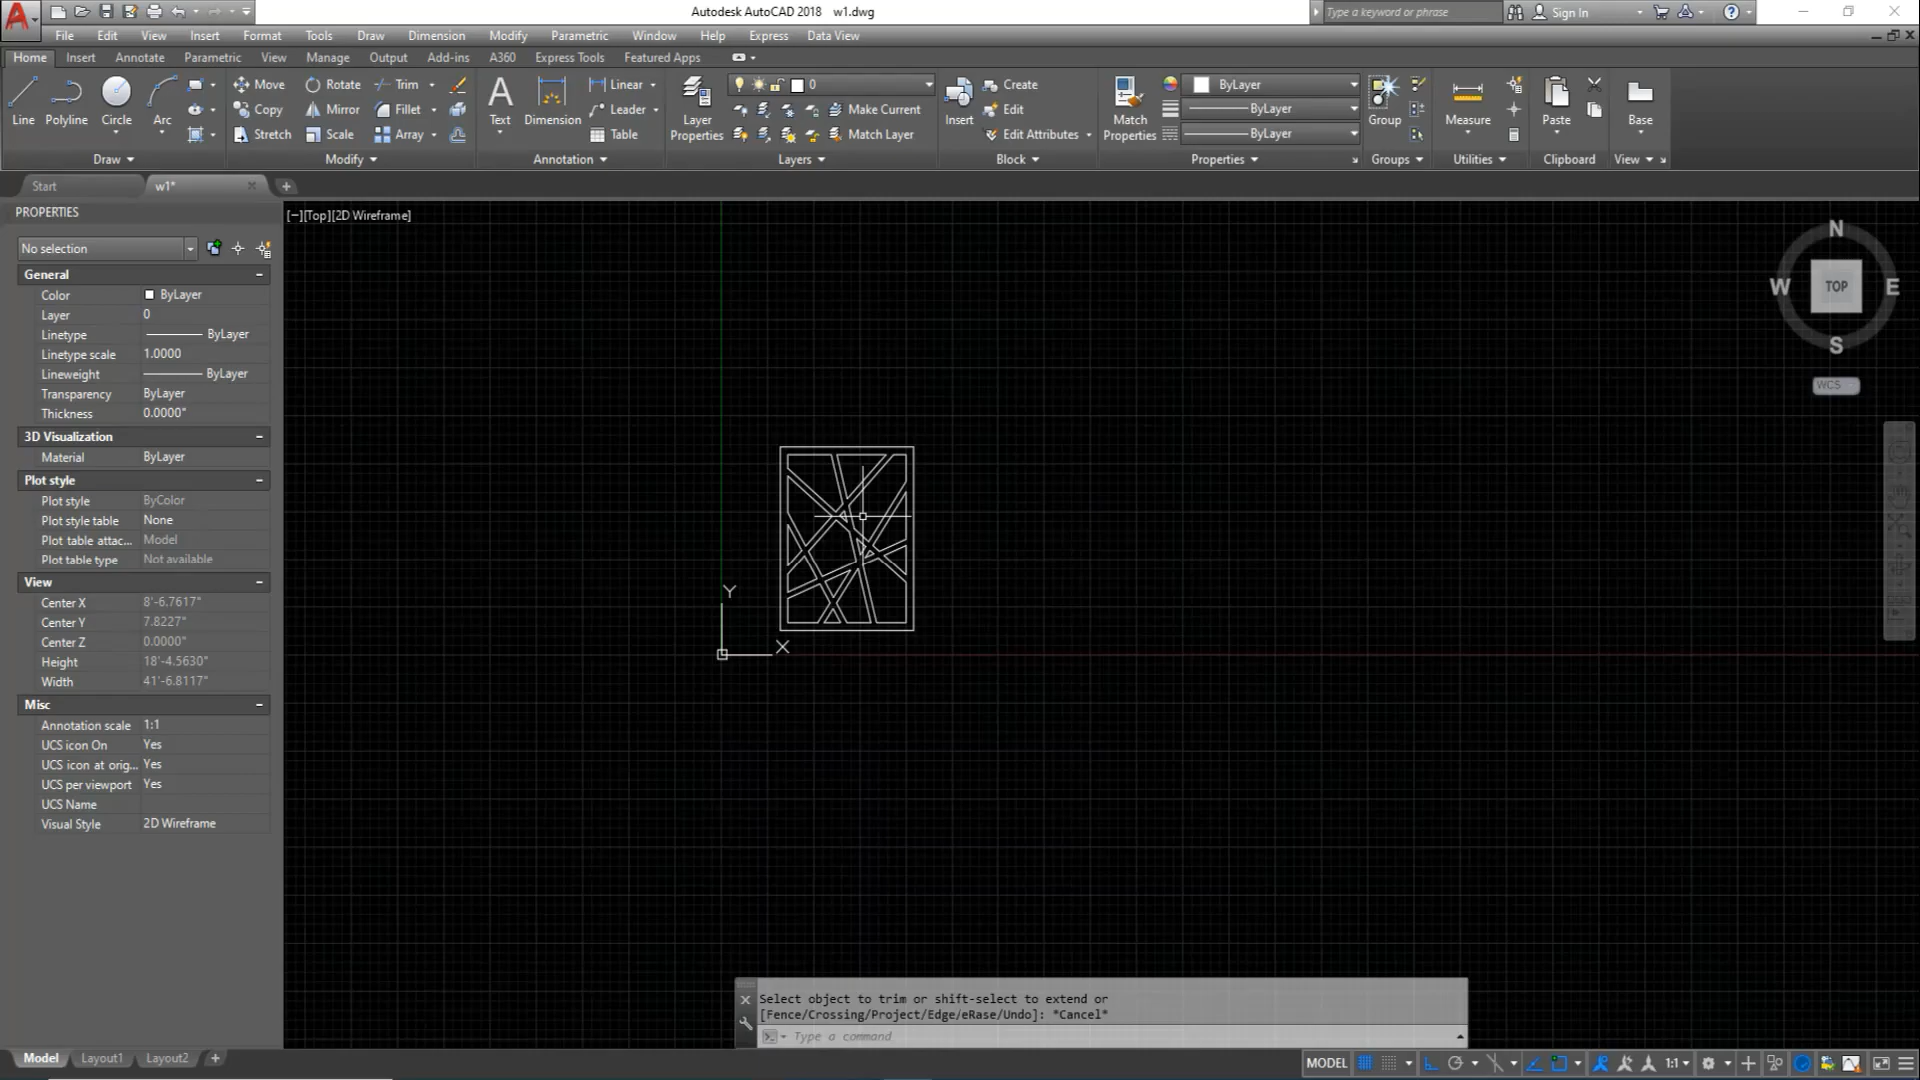 Autodesk AutoCAD 2018 w1.dwg
Type a keyword or phrase
Sign In
File Edit View Insert Format Tools Draw Dimension Modify Parametric Window Help Express Data View
Home Insert Annotate Parametric View Manage Output Add-ins A360 Express Tools Featured Apps
Line Polyline Circle Arc
Move Rotate Trim
Copy Mirror Fillet
Stretch Scale Array
Text Dimension
Linear
Leader
Table
Layer
Properties
0
Make Current
Match Layer
Insert
Create
Edit
Edit Attributes
Match
Properties
ByLayer
ByLayer
ByLayer
Group
Measure
Paste
Base
Draw Modify Annotation Layers Block Properties Groups Utilities Clipboard View
Start w1*
PROPERTIES
[−][Top][2D Wireframe]
No selection
General
Color ByLayer
Layer 0
Linetype ByLayer
Linetype scale 1.0000
Lineweight ByLayer
Transparency ByLayer
Thickness 0.0000"
3D Visualization
Material ByLayer
Plot style
Plot style ByColor
Plot style table None
Plot table attac... Model
Plot table type Not available
View
Center X 8'-6.7617"
Center Y 7.8227"
Center Z 0.0000"
Height 18'-4.5630"
Width 41'-6.8117"
Misc
Annotation scale 1:1
UCS icon On Yes
UCS icon at orig... Yes
UCS per viewport Yes
UCS Name
Visual Style 2D Wireframe
N
W TOP E
S
WCS
Y
X
Select object to trim or shift-select to extend or
[Fence/Crossing/Project/Edge/eRase/Undo]: *Cancel*
Type a command
Model Layout1 Layout2 +
MODEL 1:1